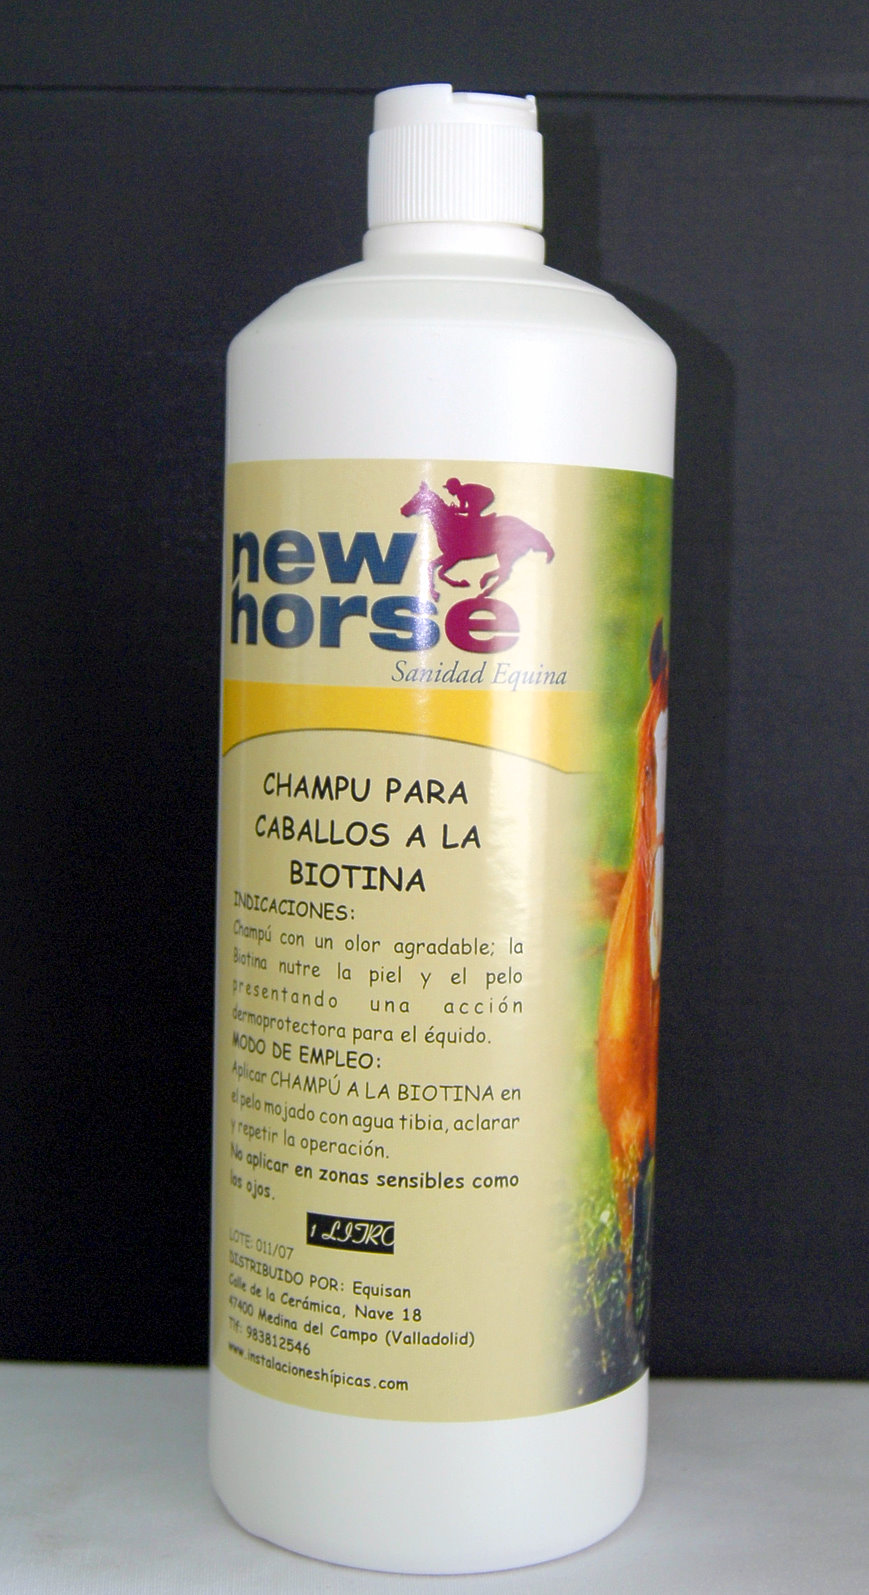 new
horse
Sanidad Equina
CHAMPU PARA
CABALLOS A LA
BIOTINA
INDICACIONES:
Champú con un olor agradable; la
Biotina nutre la piel y el pelo
presentando una acción
dermoprotectora para el équido.
MODO DE EMPLEO:
Aplicar CHAMPÚ A LA BIOTINA en
el pelo mojado con agua tibia, aclarar
y repetir la operación.
No aplicar en zonas sensibles como
los ojos.
1 LITRO
LOTE: 011/07
DISTRIBUIDO POR: Equisan
Calle de la Cerámica, Nave 18
47400 Medina del Campo (Valladolid)
Tlf: 983812546
www.instalacioneshípicas.com